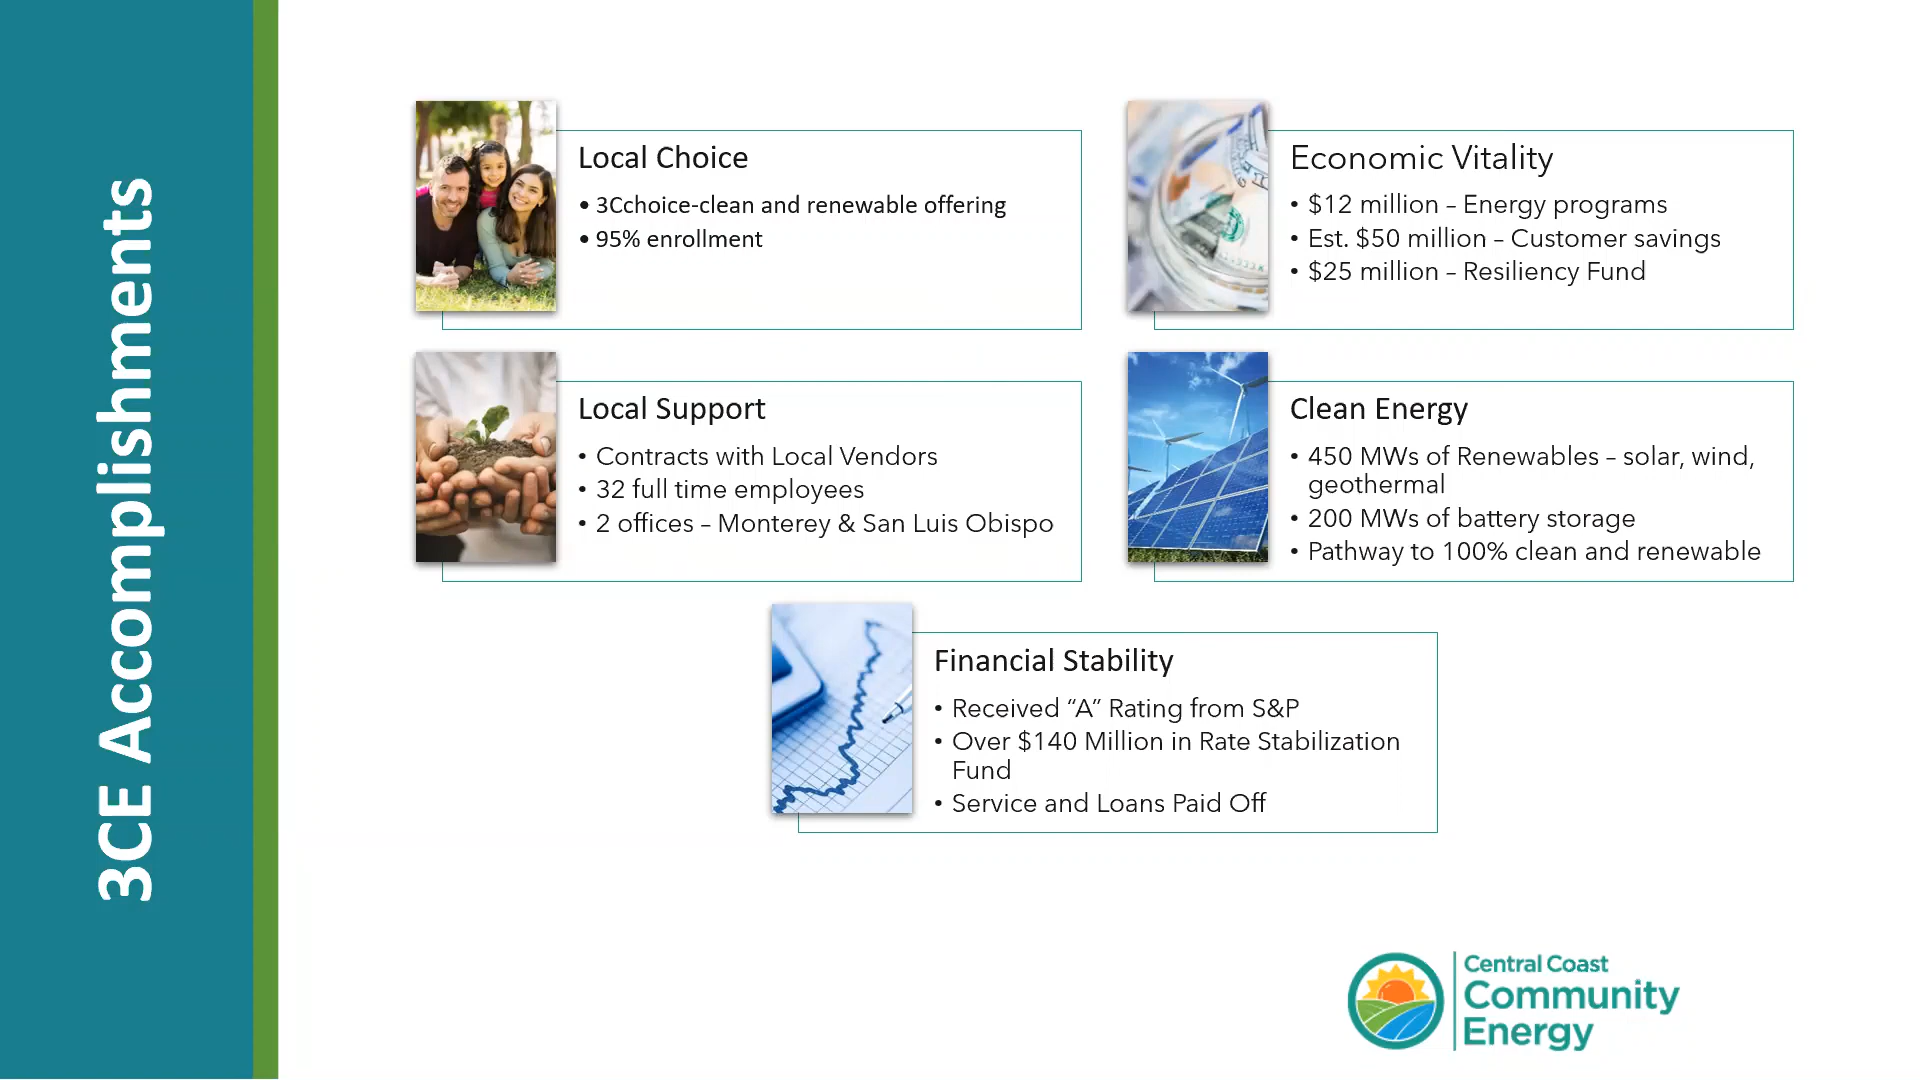 3CE Accomplishments
Local Choice
• 3Cchoice-clean and renewable offering
• 95% enrollment
Economic Vitality
• $12 million – Energy programs
• Est. $50 million – Customer savings
• $25 million – Resiliency Fund
Local Support
• Contracts with Local Vendors
• 32 full time employees
• 2 offices – Monterey & San Luis Obispo
Clean Energy
• 450 MWs of Renewables – solar, wind,
geothermal
• 200 MWs of battery storage
• Pathway to 100% clean and renewable
Financial Stability
• Received “A” Rating from S&P
• Over $140 Million in Rate Stabilization
Fund
• Service and Loans Paid Off
Central Coast
Community
Energy